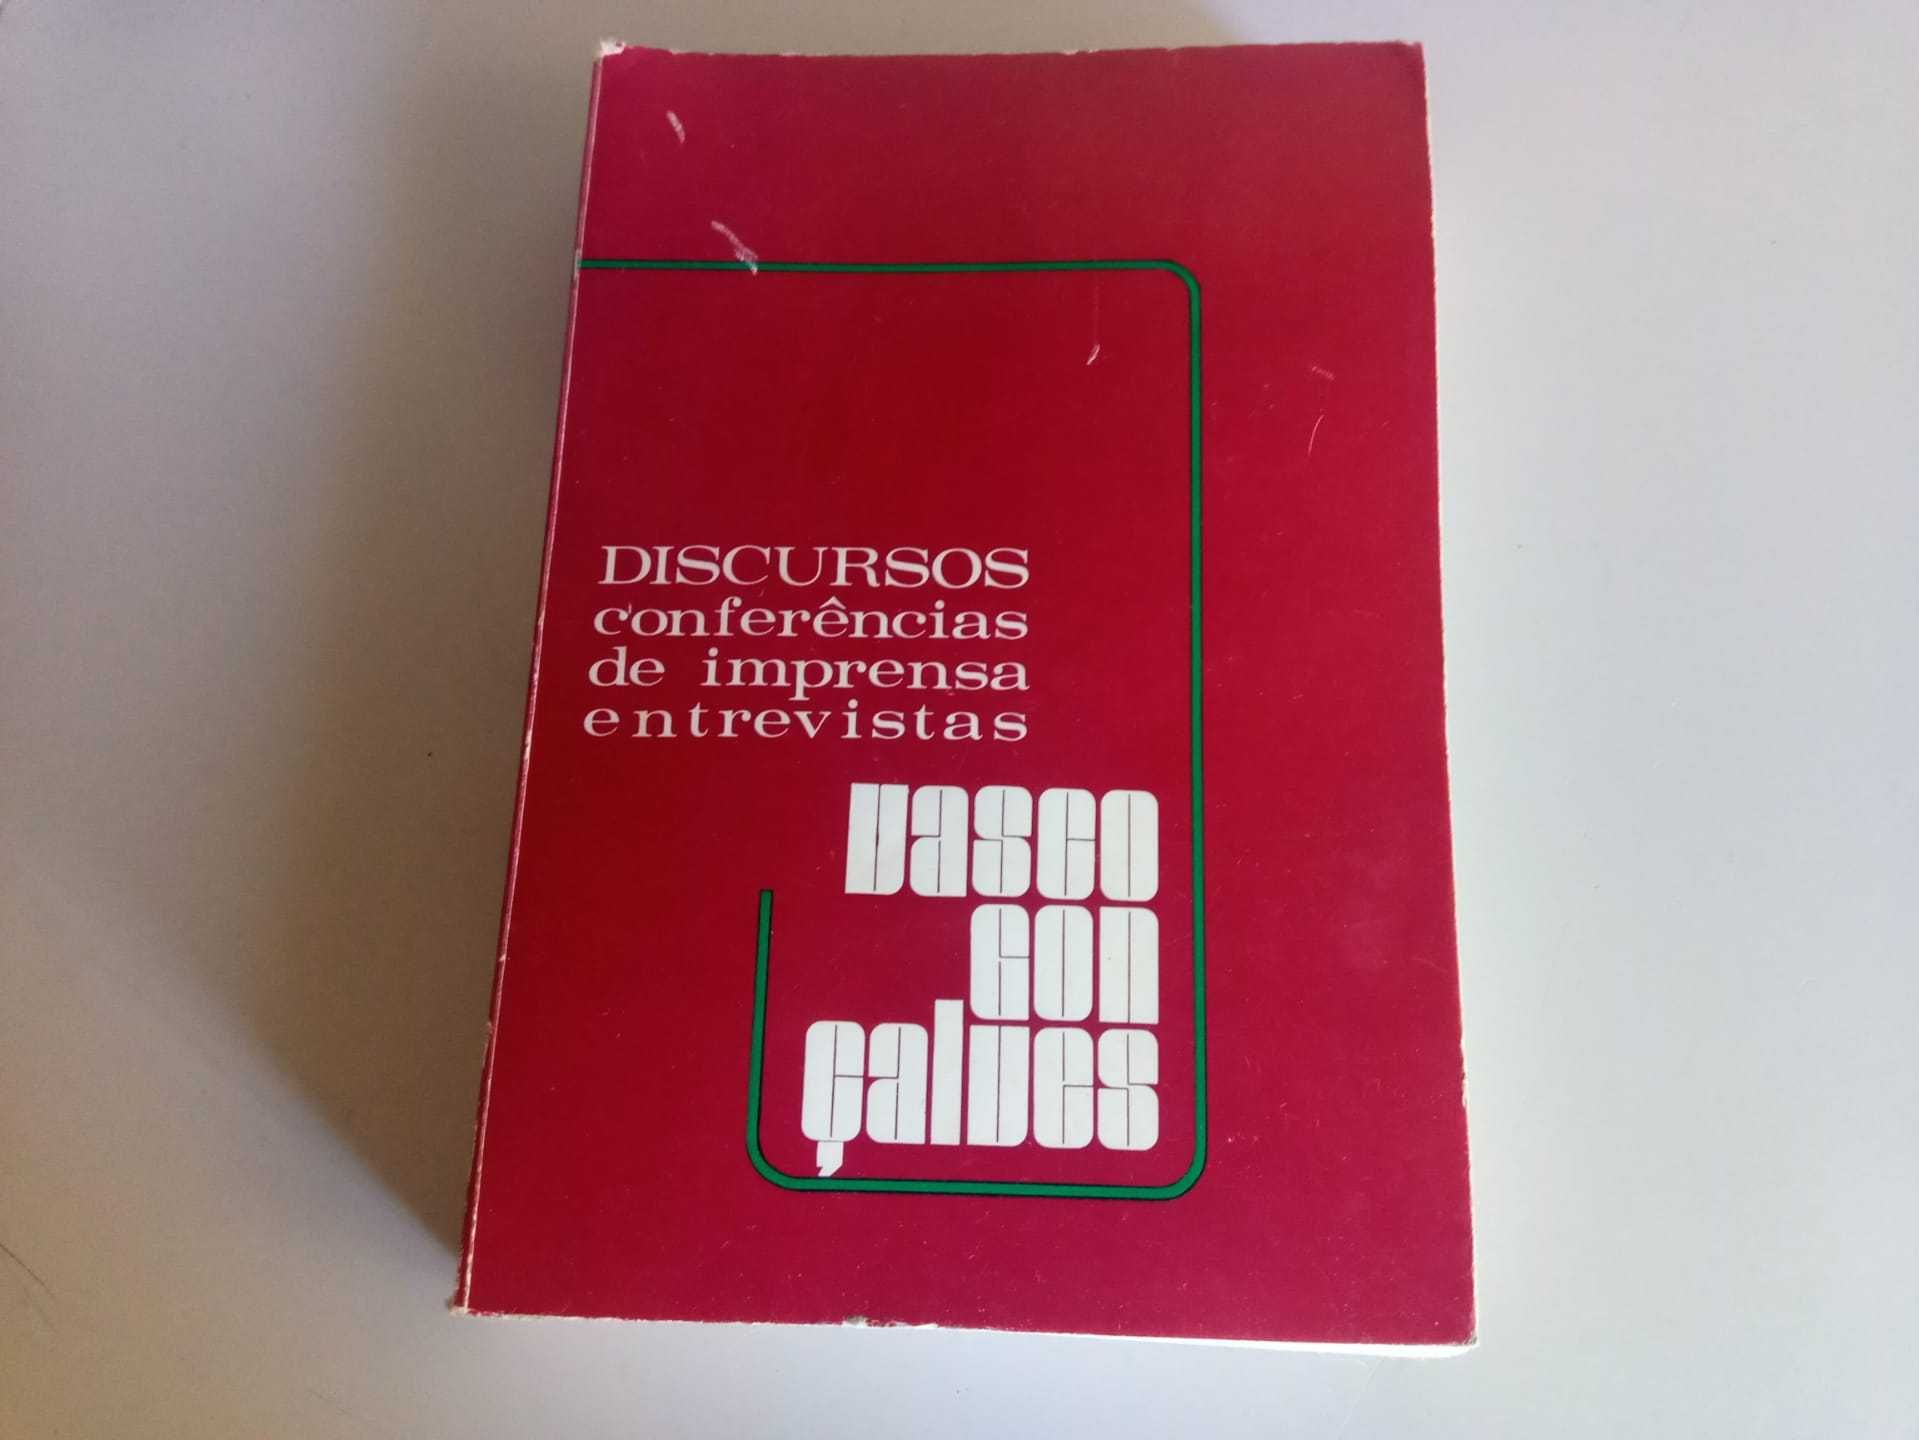 DISCURSOS
conferências
de imprensa
entrevistas
vasco
gon
çalves